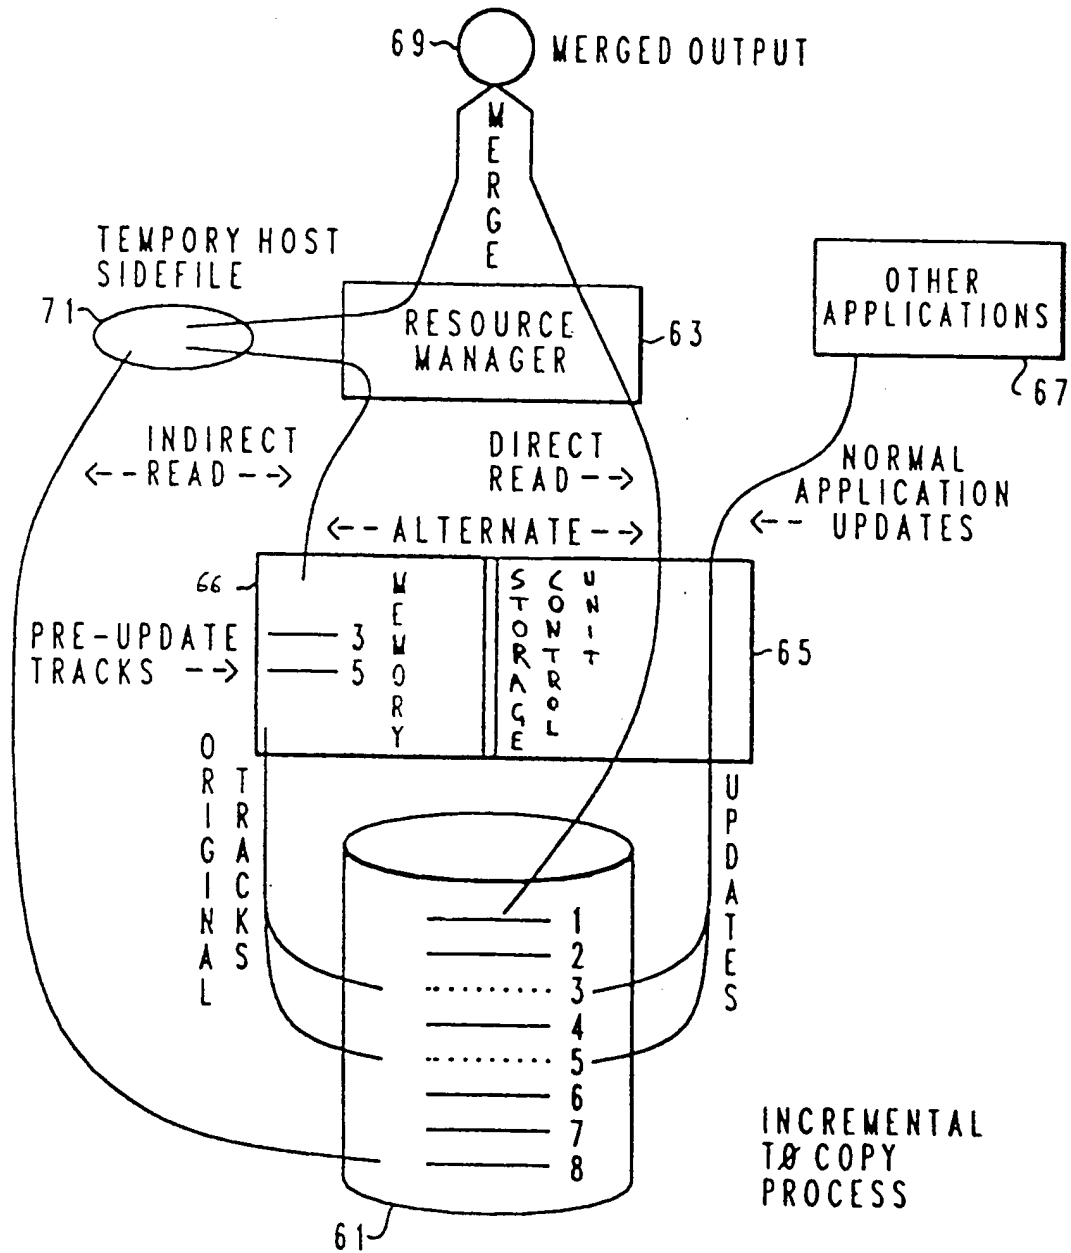 69
MERGED OUTPUT
MERGE
TEMPORY HOST
SIDEFILE
71
OTHER
APPLICATIONS
67
RESOURCE
MANAGER
63
INDIRECT
<--READ-->
DIRECT
READ-->
NORMAL
APPLICATION
<-- UPDATES
<--ALTERNATE-->
66
MEMORY
STORAGE
CONTROL
UNIT
65
PRE-UPDATE
TRACKS -->
3
5
ORIGINAL
TRACKS
UPDATES
1
2
3
4
5
6
7
8
61
INCREMENTAL
TØ COPY
PROCESS